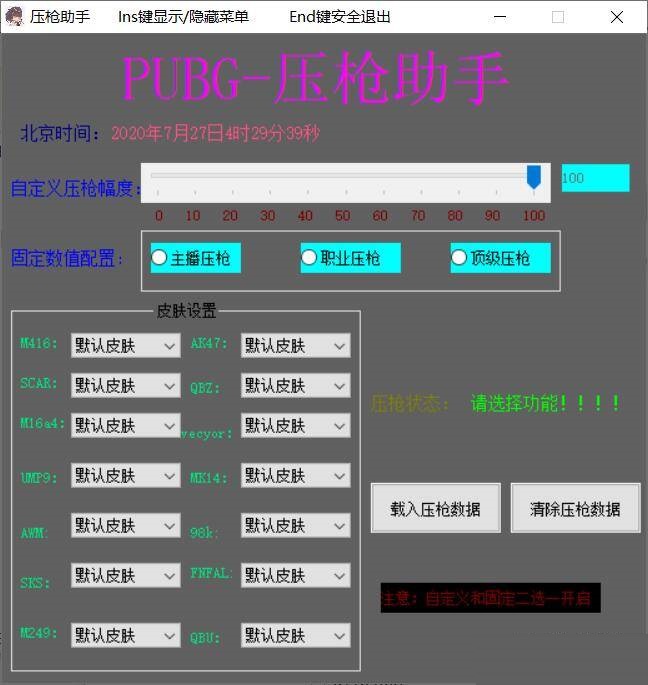 压枪助手 Ins键显示/隐藏菜单 End键安全退出
PUBG-压枪助手
北京时间：2020年7月27日4时29分39秒
自定义压枪幅度： 100
0 10 20 30 40 50 60 70 80 90 100
固定数值配置： 主播压枪 职业压枪 顶级压枪
皮肤设置
M416: 默认皮肤 AK47: 默认皮肤
SCAR: 默认皮肤 QBZ: 默认皮肤
M16a4: 默认皮肤 vecyor: 默认皮肤
UMP9: 默认皮肤 MK14: 默认皮肤
AWM: 默认皮肤 98k: 默认皮肤
SKS: 默认皮肤 FNFAL: 默认皮肤
M249: 默认皮肤 QBU: 默认皮肤
压枪状态： 请选择功能！！！！
载入压枪数据 清除压枪数据
注意：自定义和固定二选一开启